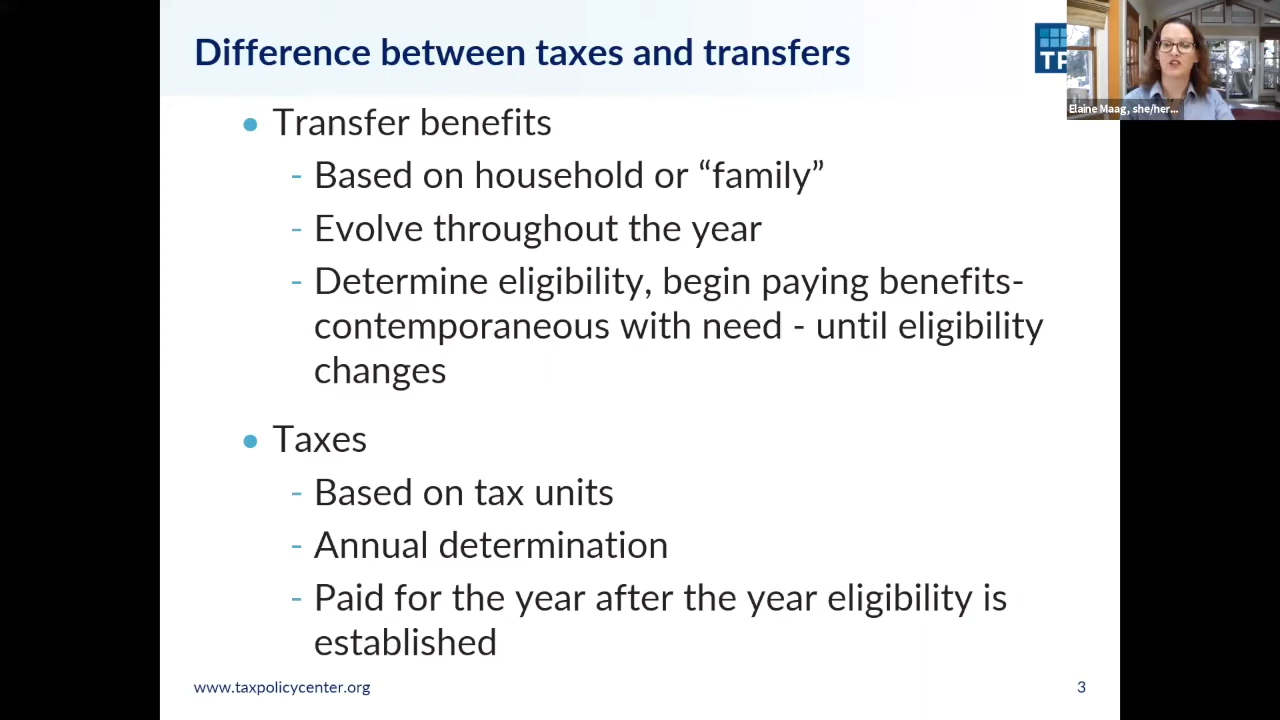 Difference between taxes and transfers
TP
Elaine Maag, she/her...
• Transfer benefits
- Based on household or “family”
- Evolve throughout the year
- Determine eligibility, begin paying benefits-
contemporaneous with need - until eligibility
changes
• Taxes
- Based on tax units
- Annual determination
- Paid for the year after the year eligibility is
established
www.taxpolicycenter.org
3